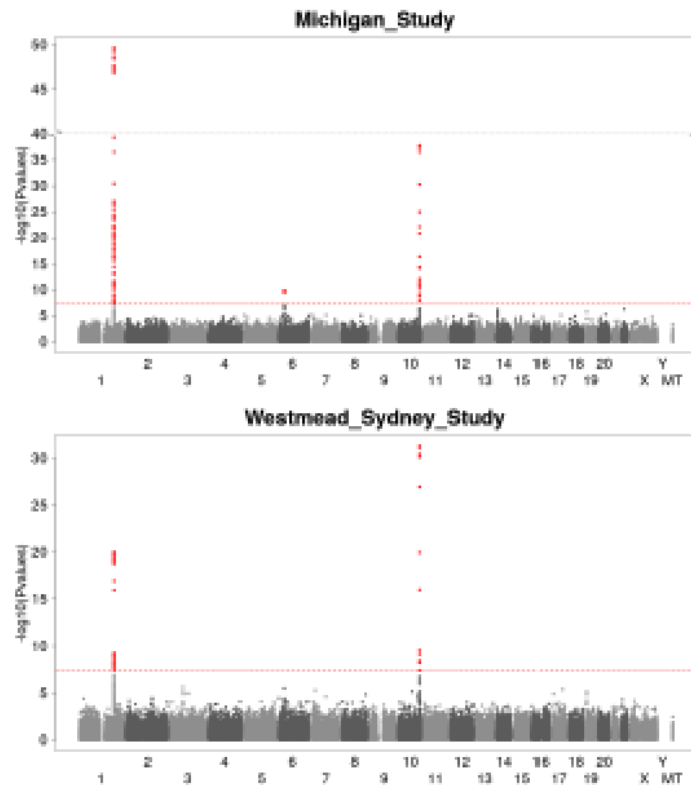 Michigan_Study
50
45
40
35
30
25
20
15
10
5
0
-log10(Pvalues)
2 4 6 8 10 12 14 16 18 20 Y
1 3 5 7 9 11 13 15 17 19 X MT
Westmead_Sydney_Study
30
25
20
15
10
5
0
-log10(Pvalues)
2 4 6 8 10 12 14 16 18 20 Y
1 3 5 7 9 11 13 15 17 19 X MT